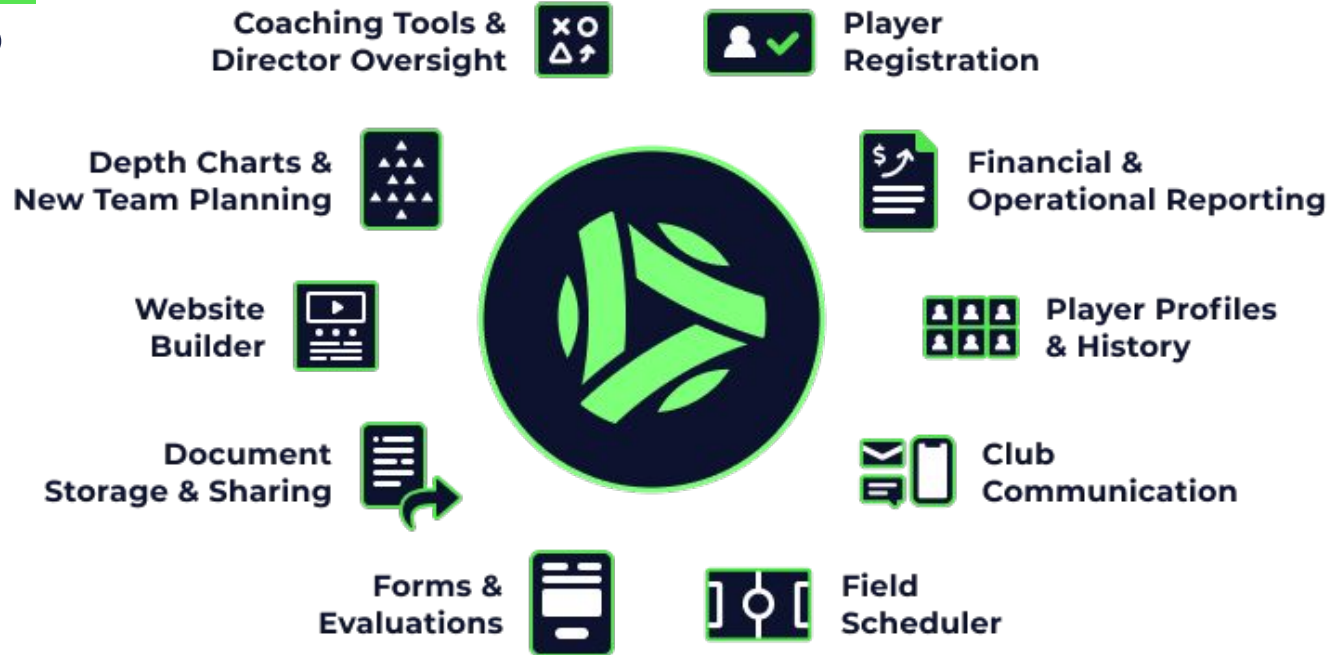 Coaching Tools &
Director Oversight
Player
Registration
Depth Charts &
New Team Planning
Financial &
Operational Reporting
Website
Builder
Player Profiles
& History
Document
Storage & Sharing
Club
Communication
Forms &
Evaluations
Field
Scheduler